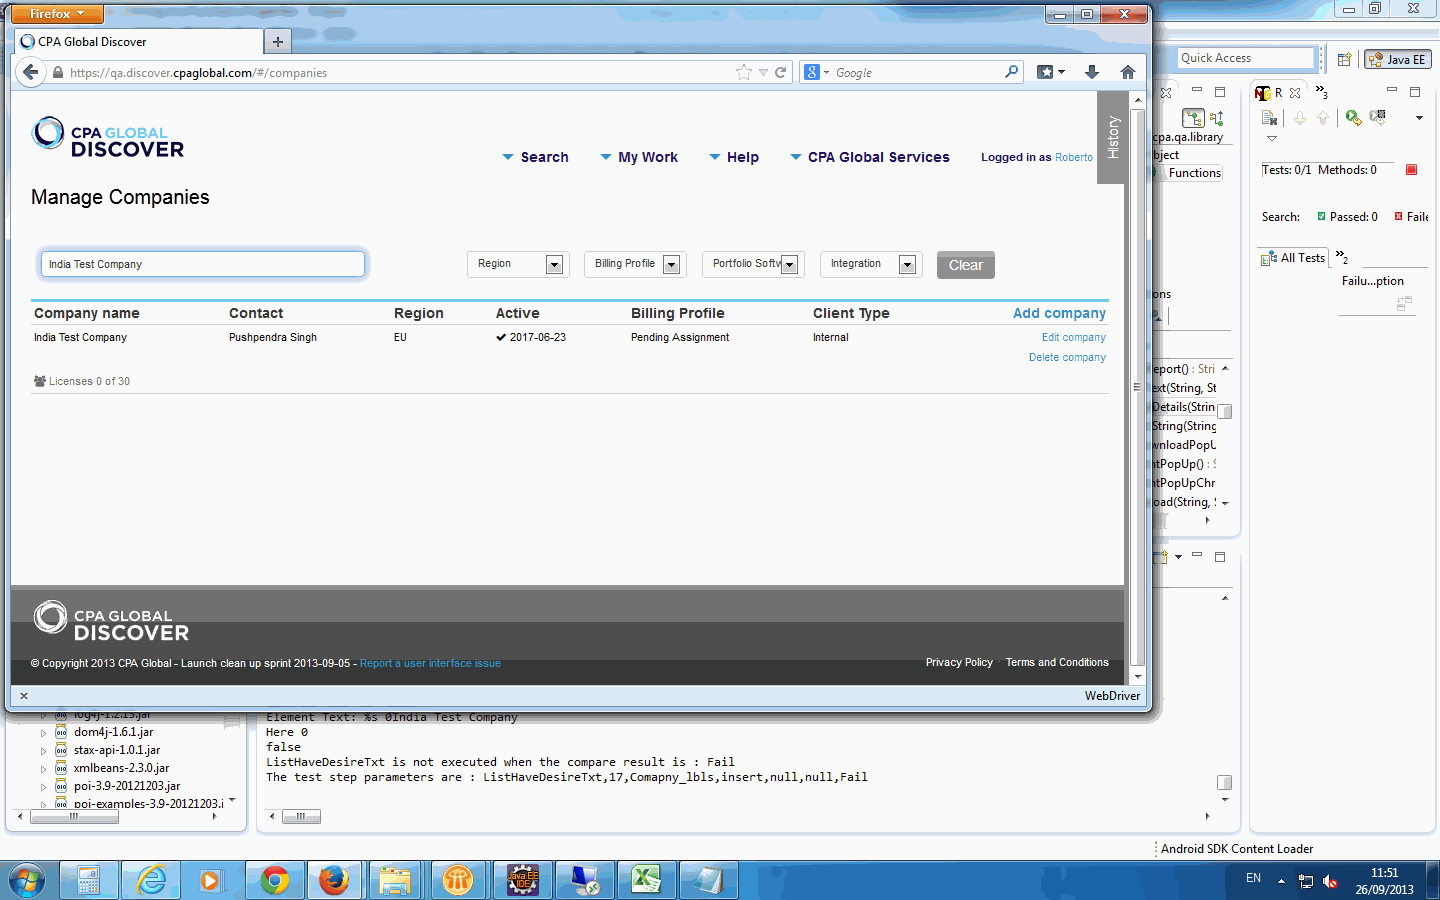 Firefox
CPA Global Discover
https://qa.discover.cpaglobal.com/#/companies
Google
Quick Access
Java EE
CPA GLOBAL
DISCOVER
Search
My Work
Help
CPA Global Services
Logged in as Roberto
History
Manage Companies
India Test Company
Region
Billing Profile
Portfolio Softw
Integration
Clear
Company name Contact Region Active Billing Profile Client Type Add company
India Test Company Pushpendra Singh EU 2017-06-23 Pending Assignment Internal Edit company
Delete company
Licenses 0 of 30
CPA GLOBAL
DISCOVER
© Copyright 2013 CPA Global - Launch clean up sprint 2013-09-05 - Report a user interface issue
Privacy Policy · Terms and Conditions
WebDriver
cpa.qa.library
bject
Functions
ons
eport() : Stri
ext(String, St
Details(Strin
String(String
wnloadPopU
ntPopUp() : S
ntPopUpChr
oad(String, S
R
3
Tests: 0/1 Methods: 0
Search: Passed: 0 Faile
All Tests
2
Failu...ption
log4j-1.2.13.jar
dom4j-1.6.1.jar
stax-api-1.0.1.jar
xmlbeans-2.3.0.jar
poi-3.9-20121203.jar
poi-examples-3.9-20121203.j
Element Text: %s 0India Test Company
Here 0
false
ListHaveDesireTxt is not executed when the compare result is : Fail
The test step parameters are : ListHaveDesireTxt,17,Comapny_lbls,insert,null,null,Fail
Android SDK Content Loader
Java EE
IDE
EN
11:51
26/09/2013